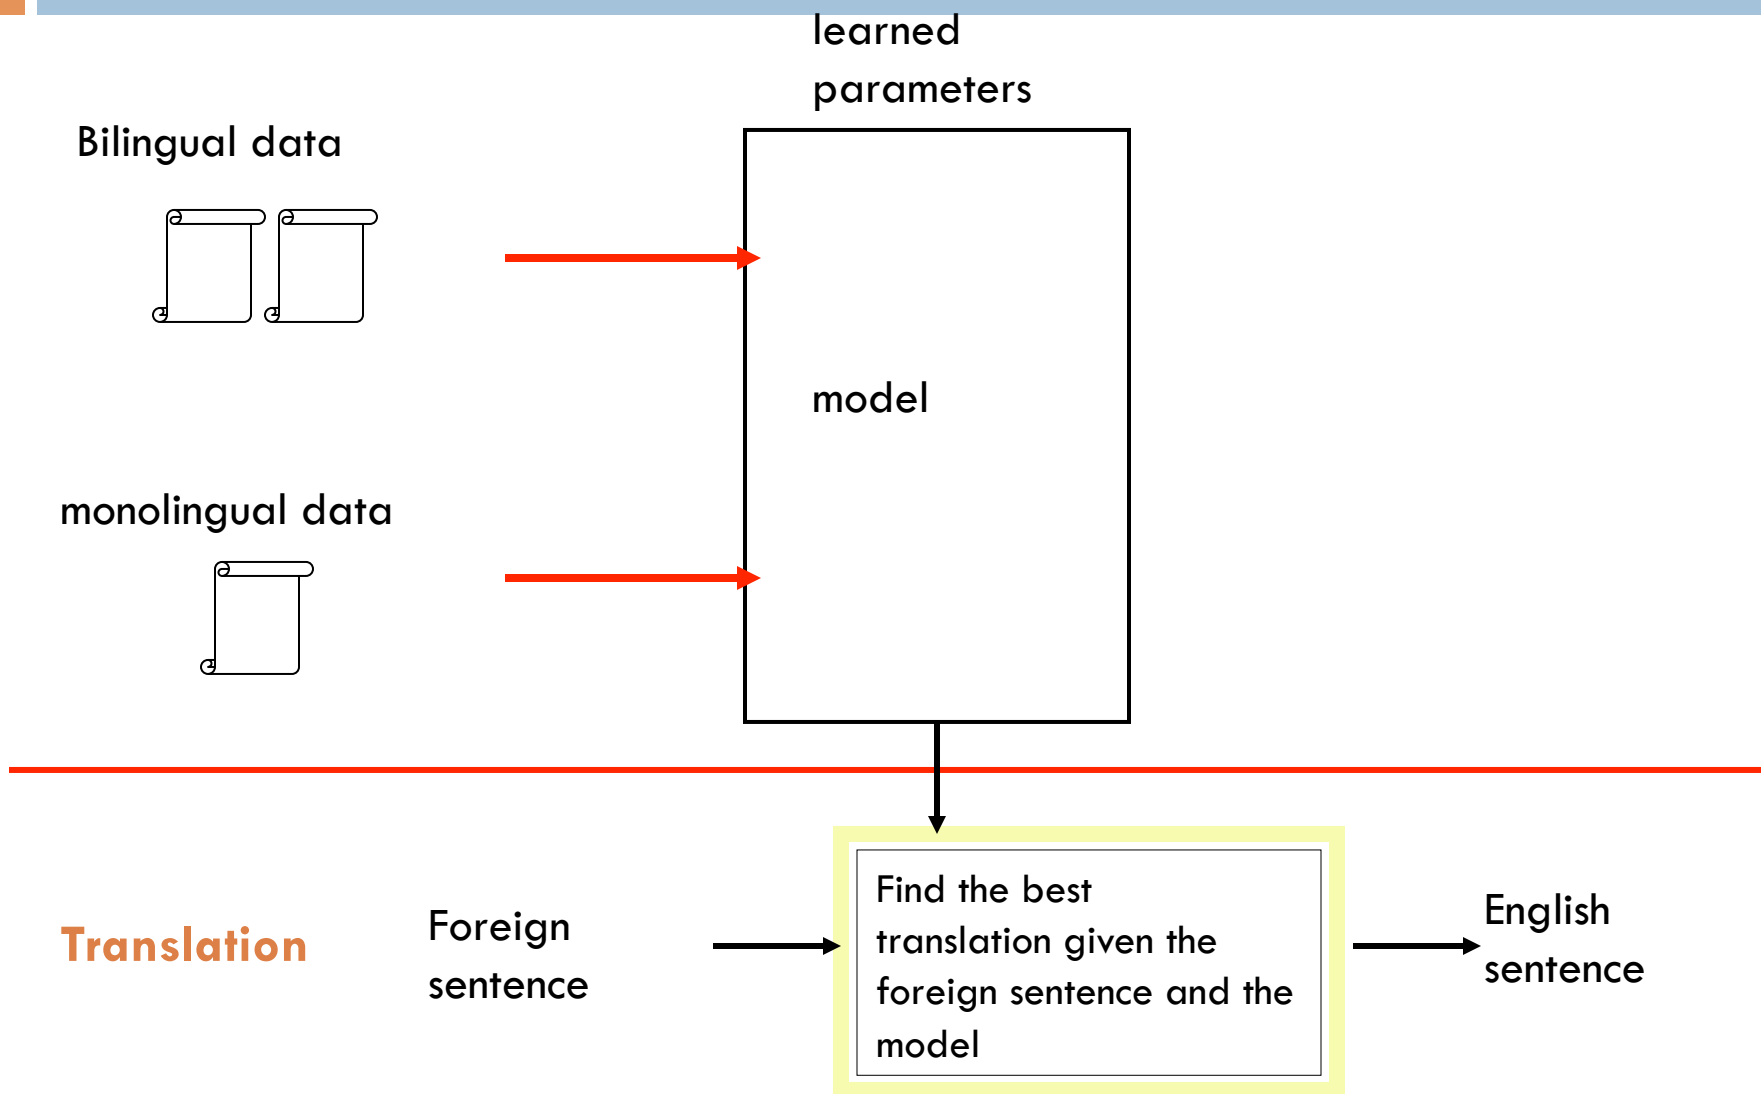 learned
parameters
Bilingual data
model
monolingual data
Translation
Foreign
sentence
Find the best
translation given the
foreign sentence and the
model
English
sentence